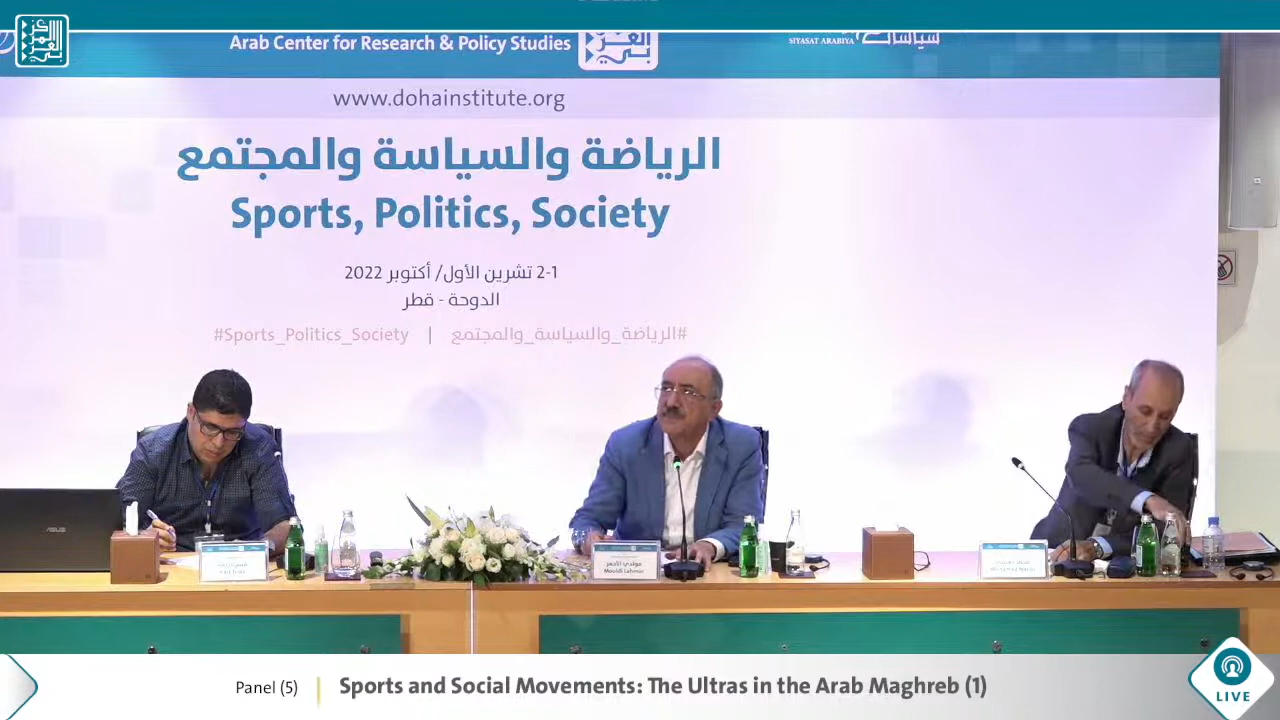 Arab Center for Research & Policy Studies
SIYASAT ARABIYA
www.dohainstitute.org
الرياضة والسياسة والمجتمع
Sports, Politics, Society
2-1 تشرين الأول/ أكتوبر 2022
الدوحة - قطر
#Sports_Politics_Society | #الرياضة_والسياسة_والمجتمع
ASUS
مولدي الأحمر
Mouldi Lahmar
Panel (5) | Sports and Social Movements: The Ultras in the Arab Maghreb (1)
LIVE